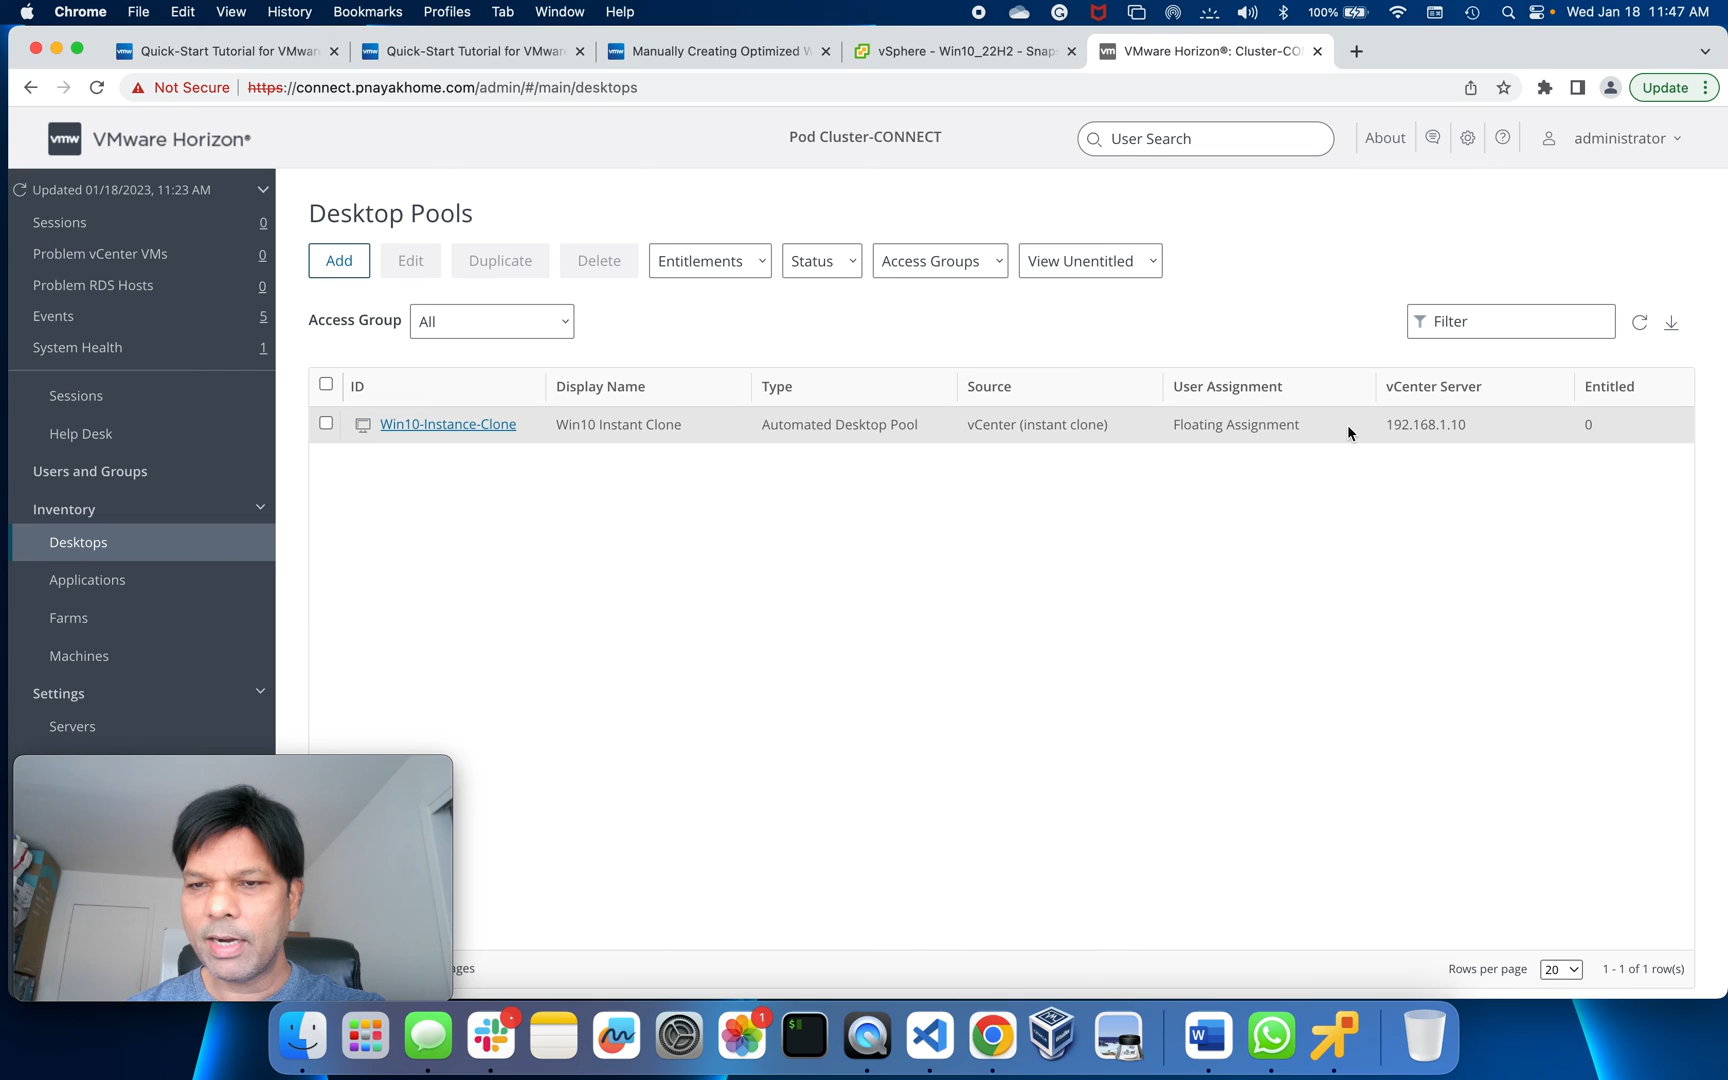 Chrome File Edit View History Bookmarks Profiles Tab Window Help 100% Wed Jan 18 11:47 AM
Quick-Start Tutorial for VMwar Quick-Start Tutorial for VMwar Manually Creating Optimized W vSphere - Win10_22H2 - Snap VMware Horizon®: Cluster-CO
Not Secure https://connect.pnayakhome.com/admin/#/main/desktops Update
vmw VMware Horizon® Pod Cluster-CONNECT User Search About administrator
Updated 01/18/2023, 11:23 AM
Sessions 0
Problem vCenter VMs 0
Problem RDS Hosts 0
Events 5
System Health 1
Sessions
Help Desk
Users and Groups
Inventory
Desktops
Applications
Farms
Machines
Settings
Servers
Desktop Pools
Add Edit Duplicate Delete Entitlements Status Access Groups View Unentitled
Access Group All Filter
ID Display Name Type Source User Assignment vCenter Server Entitled
Win10-Instance-Clone Win10 Instant Clone Automated Desktop Pool vCenter (instant clone) Floating Assignment 192.168.1.10 0
ages Rows per page 20 1 - 1 of 1 row(s)
1